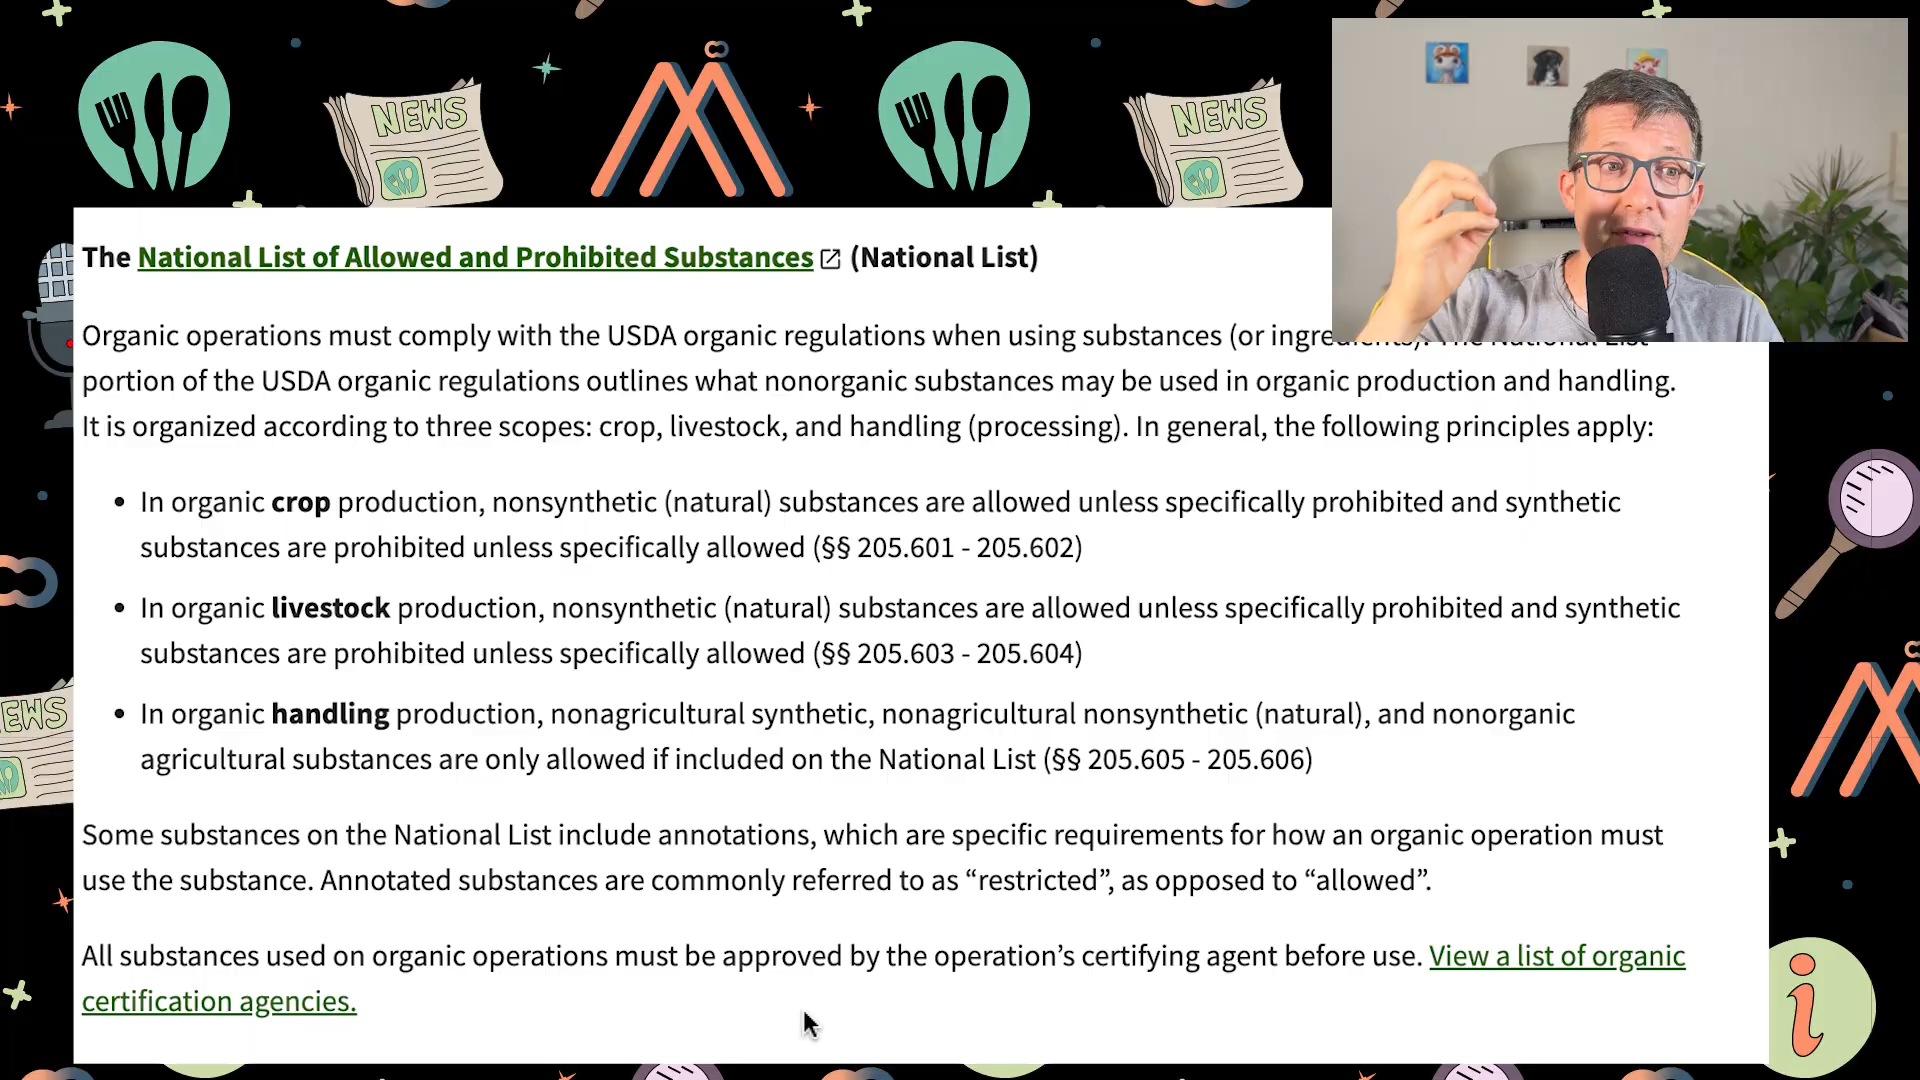 NEWS
NEWS
The National List of Allowed and Prohibited Substances (National List)
Organic operations must comply with the USDA organic regulations when using substances (or ingredients). The National List
portion of the USDA organic regulations outlines what nonorganic substances may be used in organic production and handling.
It is organized according to three scopes: crop, livestock, and handling (processing). In general, the following principles apply:
• In organic crop production, nonsynthetic (natural) substances are allowed unless specifically prohibited and synthetic
substances are prohibited unless specifically allowed (§§ 205.601 - 205.602)
• In organic livestock production, nonsynthetic (natural) substances are allowed unless specifically prohibited and synthetic
substances are prohibited unless specifically allowed (§§ 205.603 - 205.604)
• In organic handling production, nonagricultural synthetic, nonagricultural nonsynthetic (natural), and nonorganic
agricultural substances are only allowed if included on the National List (§§ 205.605 - 205.606)
EWS
Some substances on the National List include annotations, which are specific requirements for how an organic operation must
use the substance. Annotated substances are commonly referred to as “restricted”, as opposed to “allowed”.
All substances used on organic operations must be approved by the operation’s certifying agent before use. View a list of organic
certification agencies.
i